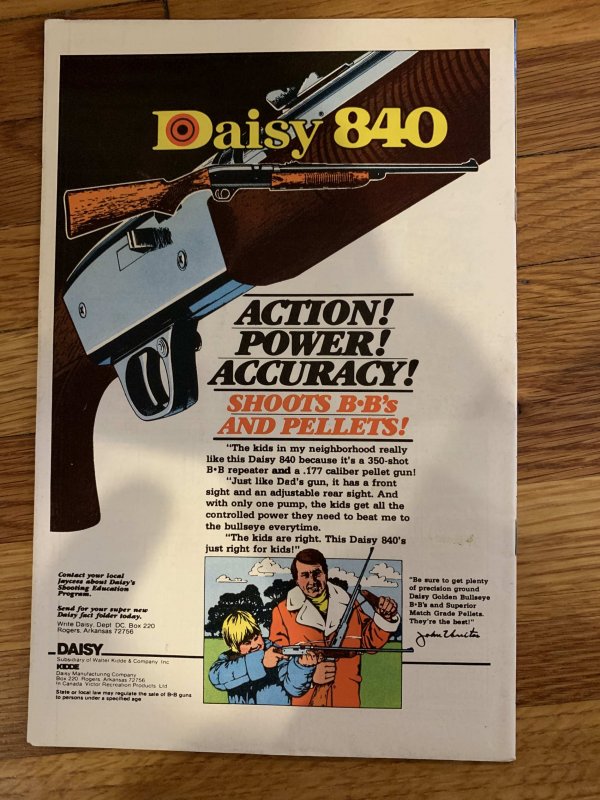 Daisy 840
ACTION!
POWER!
ACCURACY!
SHOOTS B•B's
AND PELLETS!
"The kids in my neighborhood really
like this Daisy 840 because it's a 350-shot
B•B repeater and a .177 caliber pellet gun!
"Just like Dad's gun, it has a front
sight and an adjustable rear sight. And
with only one pump, the kids get all the
controlled power they need to beat me to
the bullseye everytime.
"The kids are right. This Daisy 840's
just right for kids!"
Contact your local
Jaycees about Daisy's
Shooting Education
Program.
Send for your super new
Daisy fact folder today.
Write Daisy, Dept DC, Box 220
Rogers, Arkansas 72756
DAISY
Subsidiary of Walter Kidde & Company, Inc
KIDDE
Daisy Manufacturing Company
Box 220, Rogers, Arkansas 72756
In Canada Victor Recreation Products Ltd
State or local law may regulate the sale of B-B guns
to persons under a specified age
"Be sure to get plenty
of precision ground
Daisy Golden Bullseye
B•B's and Superior
Match Grade Pellets.
They're the best!"